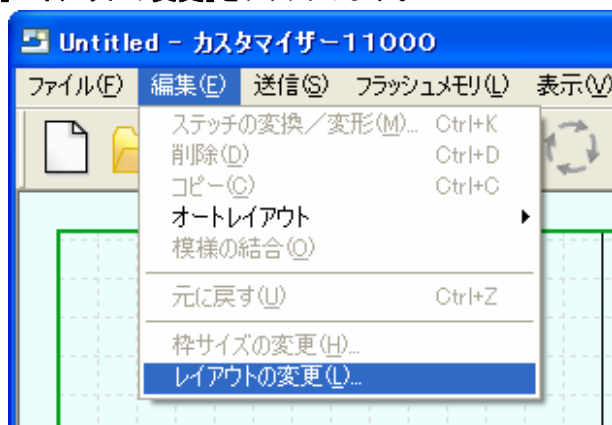 Untitled - カスタマイザー11000
ファイル(F) 編集(E) 送信(S) フラッシュメモリ(L) 表示(V)
ステッチの変換／変形(M)... Ctrl+K
削除(D) Ctrl+D
コピー(C) Ctrl+C
オートレイアウト
模様の結合(O)
元に戻す(U) Ctrl+Z
枠サイズの変更(H)...
レイアウトの変更(L)...